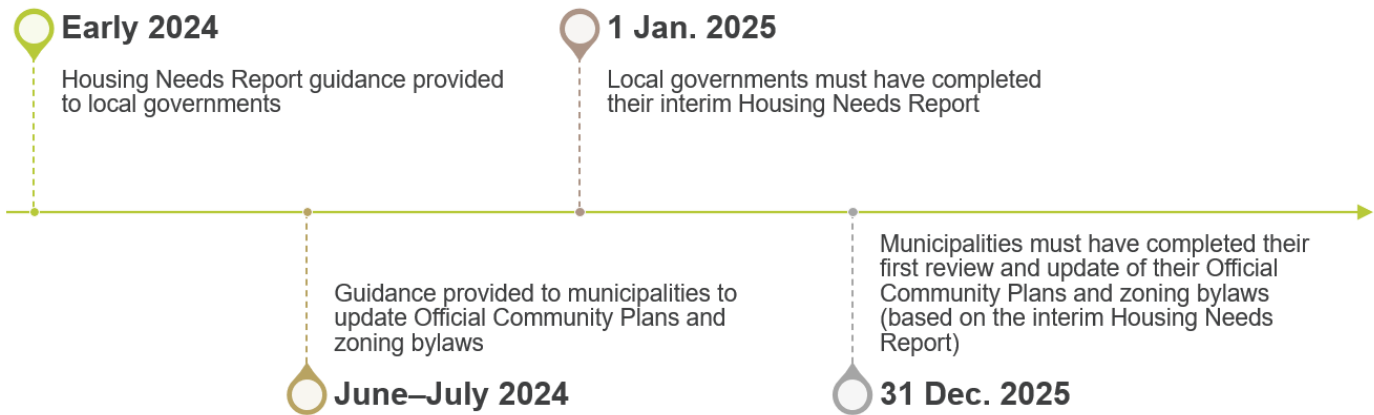 Early 2024
Housing Needs Report guidance provided
to local governments
1 Jan. 2025
Local governments must have completed
their interim Housing Needs Report
Guidance provided to municipalities to
update Official Community Plans and
zoning bylaws
June–July 2024
Municipalities must have completed their
first review and update of their Official
Community Plans and zoning bylaws
(based on the interim Housing Needs
Report)
31 Dec. 2025